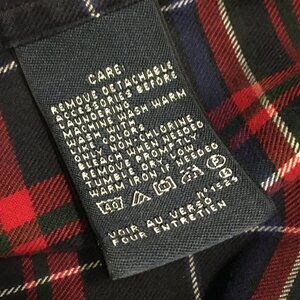 CARE:
REMOVE DETACHABLE
ACCESSORIES BEFORE
LAUNDERING
MACHINE WASH WARM
WITH
LIKE COLORS
ONLY NON-CHLORINE
BLEACH WHEN NEEDED
TUMBLE DRY LOW
REMOVE PROMPTLY
WARM IRON IF NEEDED
VOIR AU VERSO
POUR ENTRETIEN